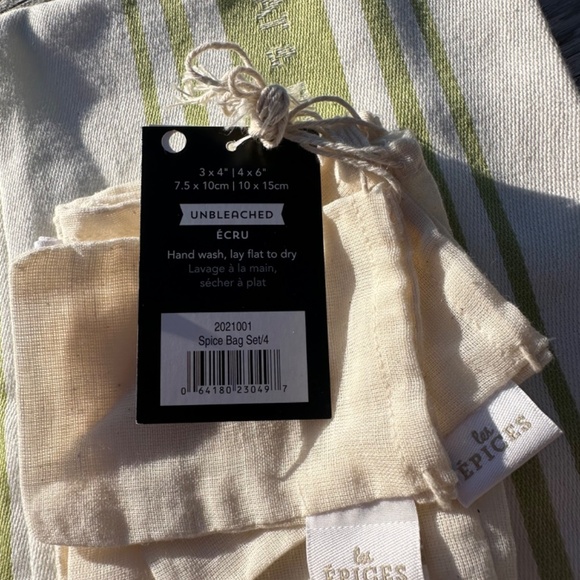 3 x 4" | 4 x 6"
7.5 x 10cm | 10 x 15cm
UNBLEACHED
ÉCRU
Hand wash, lay flat to dry
Lavage à la main,
sécher à plat
2021001
Spice Bag Set/4
0 64180 23049 7
les
ÉPICES
les
ÉPICES